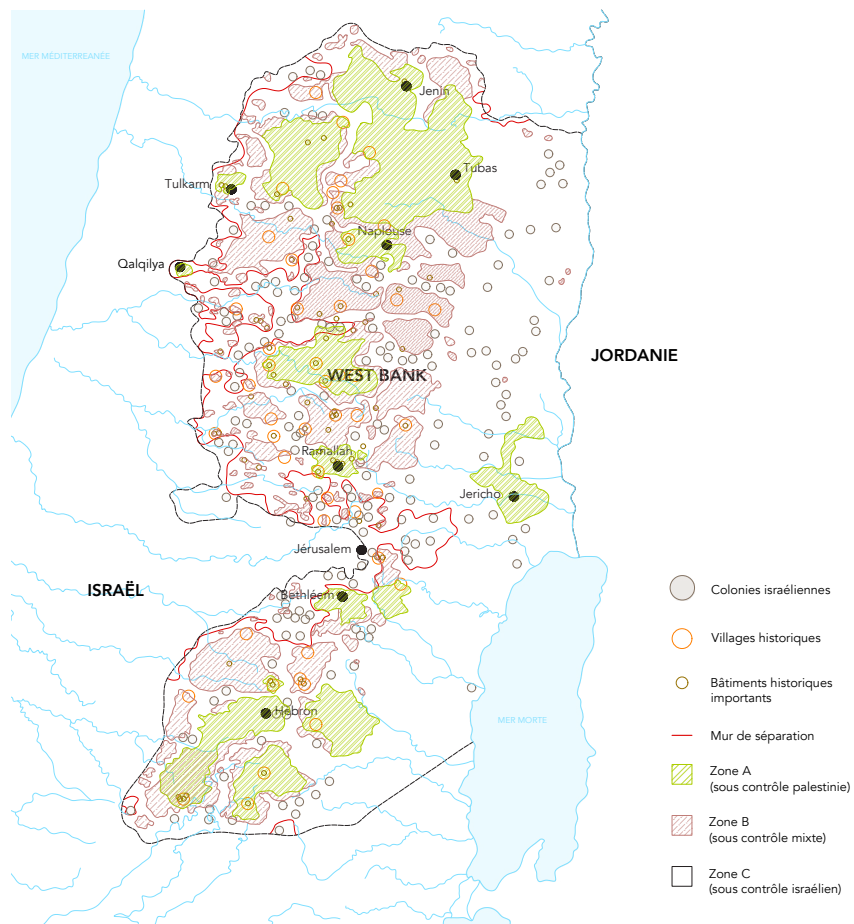 MER MÉDITERREANÉE
Jenin
Tubas
Tulkarm
Naplouse
Qalqilya
JORDANIE
WEST BANK
Ramallah
Jericho
Jérusalem
ISRAËL
Bethléem
Hébron
MER MORTE
Colonies israéliennes
Villages historiques
Bâtiments historiques
importants
Mur de séparation
Zone A
(sous contrôle palestinie)
Zone B
(sous contrôle mixte)
Zone C
(sous contrôle israélien)